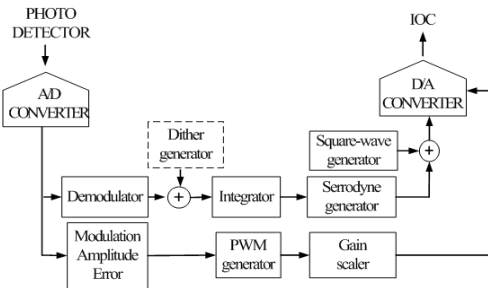 PHOTO
DETECTOR
IOC
A/D
CONVERTER
D/A
CONVERTER
Dither
generator
Square-wave
generator
+
Demodulator
+
Integrator
Serrodyne
generator
Modulation
Amplitude
Error
PWM
generator
Gain
scaler